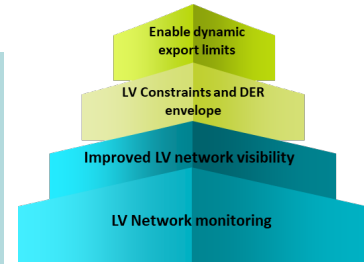 Enable dynamic
export limits
LV Constraints and DER
envelope
Improved LV network visibility
LV Network monitoring